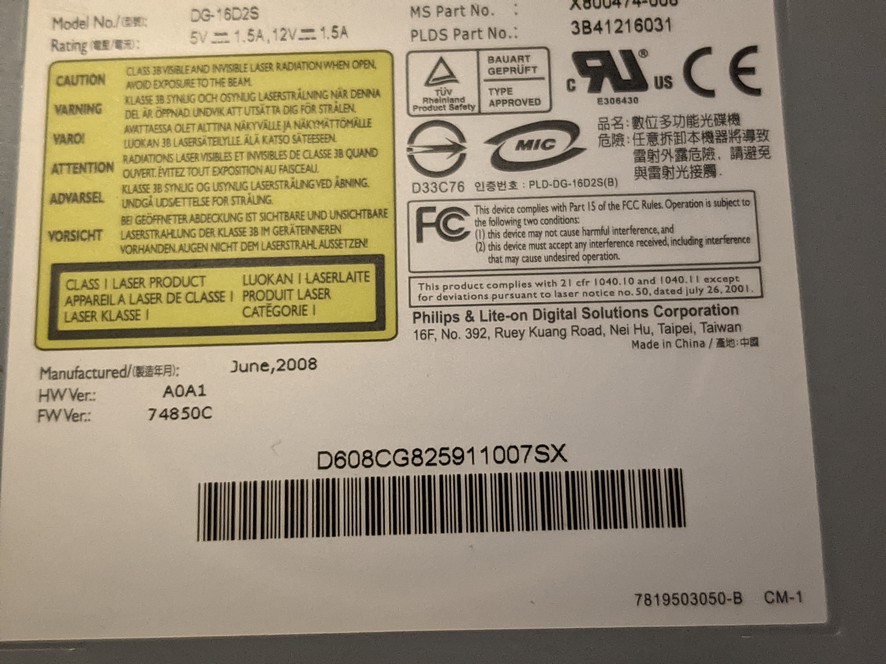 Model No./(型號): DG-16D2S
Rating (電壓/電流): 5V ⎓ 1.5A, 12V ⎓ 1.5A
MS Part No. :
PLDS Part No.: 3B41216031
CAUTION CLASS 3B VISIBLE AND INVISIBLE LASER RADIATION WHEN OPEN,
AVOID EXPOSURE TO THE BEAM.
VARNING KLASSE 3B SYNLIG OCH OSYNLIG LASERSTRÅLNING NÄR DENNA
DEL ÄR ÖPPNAD. UNDVIK ATT UTSÄTTA DIG FÖR STRÅLEN.
VARO! AVATTAESSA OLET ALTTINA NÄKYVÄLLE JA NÄKYMÄTTÖMÄLLE
LUOKAN 3B LASERSÄTEILYLLE. ÄLÄ KATSO SÄTEESEEN.
ATTENTION RADIATIONS LASER VISIBLES ET INVISIBLES DE CLASSE 3B QUAND
OUVERT. ÉVITEZ TOUT EXPOSITION AU FAISCEAU.
ADVARSEL KLASSE 3B SYNLIG OG USYNLIG LASERSTRÅLING VED ÅBNING.
UNDGÅ UDSÆTTELSE FOR STRÅLING.
VORSICHT BEI GEÖFFNETER ABDECKUNG IST SICHTBARE UND UNSICHTBARE
LASERSTRAHLUNG DER KLASSE 3B IM GERÄTEINNEREN
VORHANDEN. AUGEN NICHT DEM LASERSTRAHL AUSSETZEN!
CLASS 1 LASER PRODUCT LUOKAN 1 LASERLAITE
APPAREIL A LASER DE CLASSE 1 PRODUIT LASER
LASER KLASSE 1 CATÉGORIE 1
TÜV
Rheinland
Product Safety
BAUART
GEPRÜFT
TYPE
APPROVED
c RU ® US
E306430
CE
D33C76
MIC
인증번호 : PLD-DG-16D2S(B)
品名: 數位多功能光碟機
危險: 任意拆卸本機器將導致
雷射外露危險, 請避免
與雷射光接觸.
FC
This device complies with Part 15 of the FCC Rules. Operation is subject to
the following two conditions:
(1) this device may not cause harmful interference, and
(2) this device must accept any interference received, including interference
that may cause undesired operation.
This product complies with 21 cfr 1040.10 and 1040.11 except
for deviations pursuant to laser notice no. 50, dated july 26, 2001.
Philips & Lite-on Digital Solutions Corporation
16F, No. 392, Ruey Kuang Road, Nei Hu, Taipei, Taiwan
Made in China / 產地:中國
Manufactured/(製造年月): June,2008
HW Ver.: A0A1
FW Ver.: 74850C
D608CG825911007SX
7819503050-B CM-1